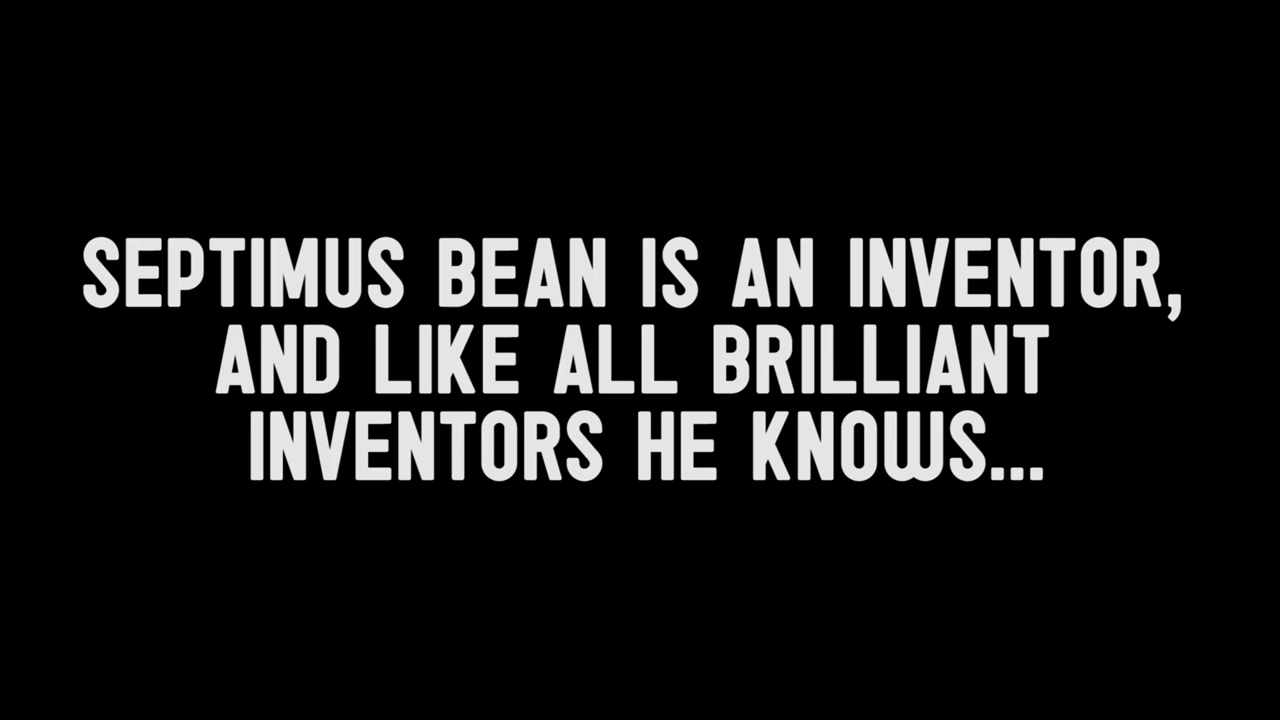 SEPTIMUS BEAN IS AN INVENTOR,
AND LIKE ALL BRILLIANT
INVENTORS HE KNOWS...